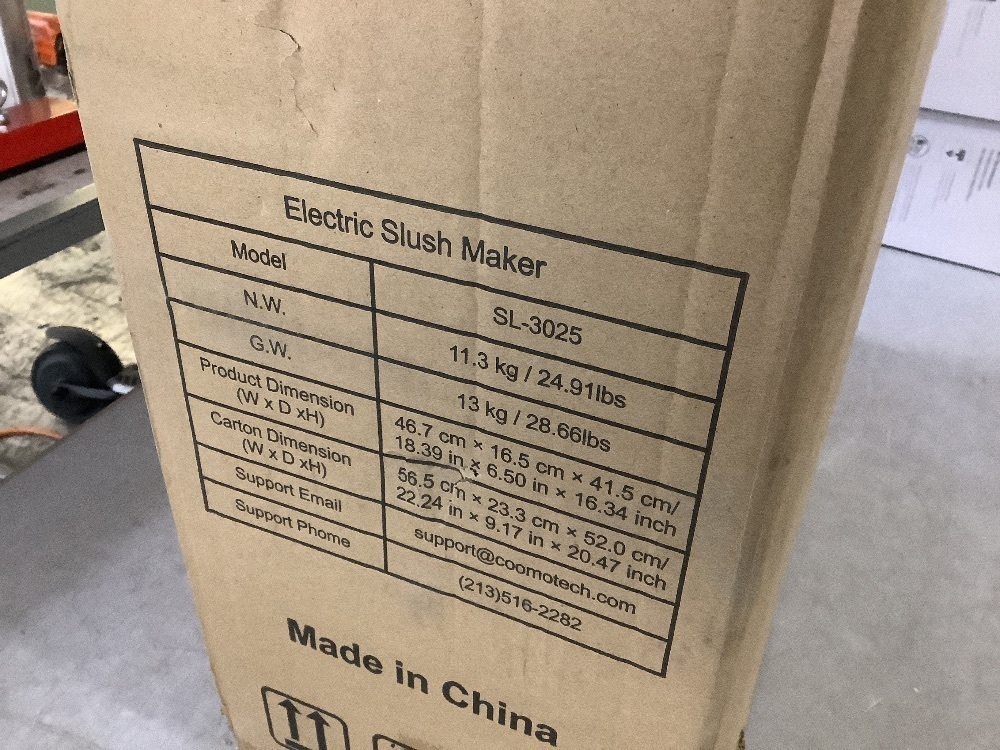 Electric Slush Maker
Model
SL-3025
N.W.
11.3 kg / 24.91lbs
G.W.
13 kg / 28.66lbs
Product Dimension
(W x D xH)
46.7 cm × 16.5 cm × 41.5 cm/
18.39 in × 6.50 in × 16.34 inch
Carton Dimension
(W x D xH)
56.5 cm × 23.3 cm × 52.0 cm/
22.24 in × 9.17 in × 20.47 inch
Support Email
support@coomotech.com
Support Phome
(213)516-2282
Made in China